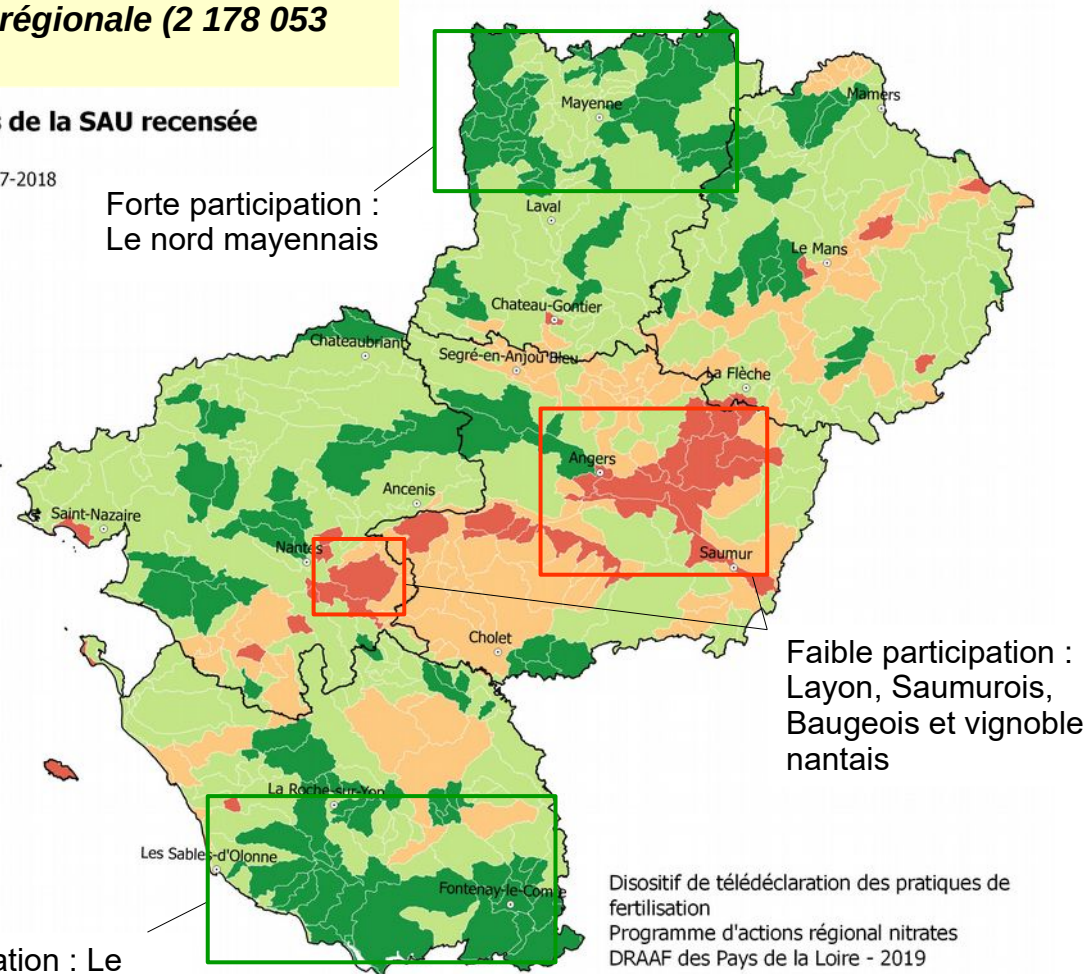 régionale (2 178 053
de la SAU recensée
7-2018
Forte participation :
Le nord mayennais
Mayenne
Mamers
Laval
Le Mans
Chateau-Gontier
Chateaubriant
Segré-en-Anjou Bleu
La Flèche
Angers
Ancenis
Saint-Nazaire
Nantes
Saumur
Cholet
Faible participation :
Layon, Saumurois,
Baugeois et vignoble
nantais
La Roche-sur-Yon
Les Sables-d'Olonne
Fontenay-le-Comte
Disositif de télédéclaration des pratiques de
fertilisation
Programme d'actions régional nitrates
DRAAF des Pays de la Loire - 2019
ation : Le